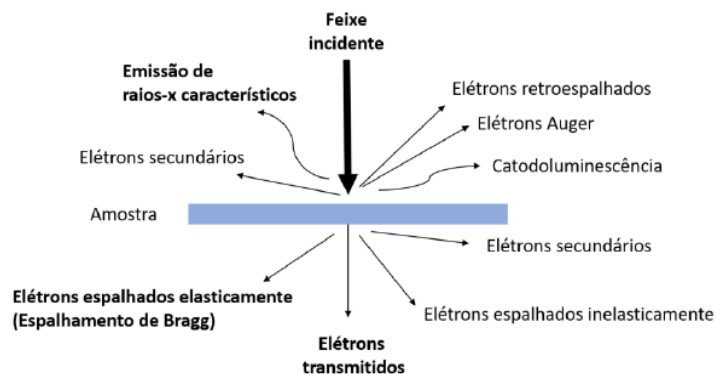 Feixe
incidente
Emissão de
raios-x característicos
Elétrons retroespalhados
Elétrons Auger
Elétrons secundários
Catodoluminescência
Amostra
Elétrons secundários
Elétrons espalhados elasticamente
(Espalhamento de Bragg)
Elétrons espalhados inelasticamente
Elétrons
transmitidos